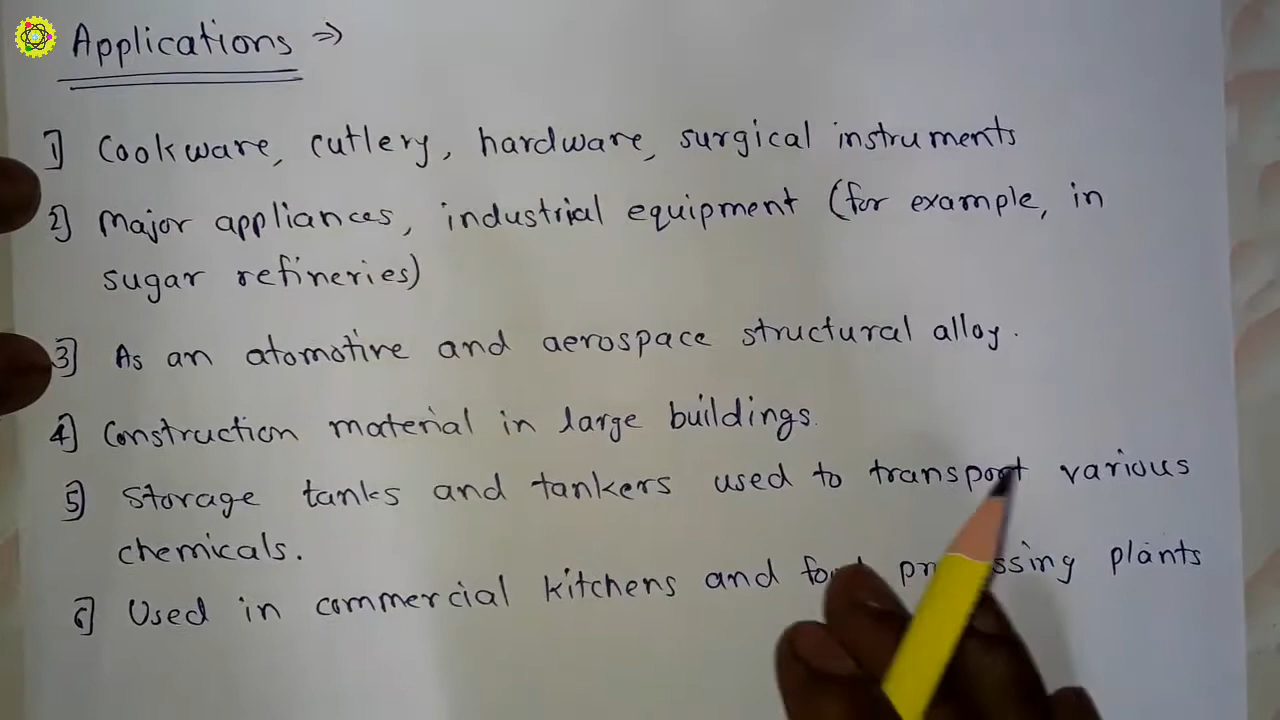 Applications ⇒
1] Cookware, cutlery, hardware, surgical instruments
2] Major appliances, industrial equipment (for example, in
sugar refineries)
3] As an atomotive and aerospace structural alloy.
4] Construction material in large buildings.
5] Storage tanks and tankers used to transport various
chemicals.
6] Used in commercial kitchens and plants